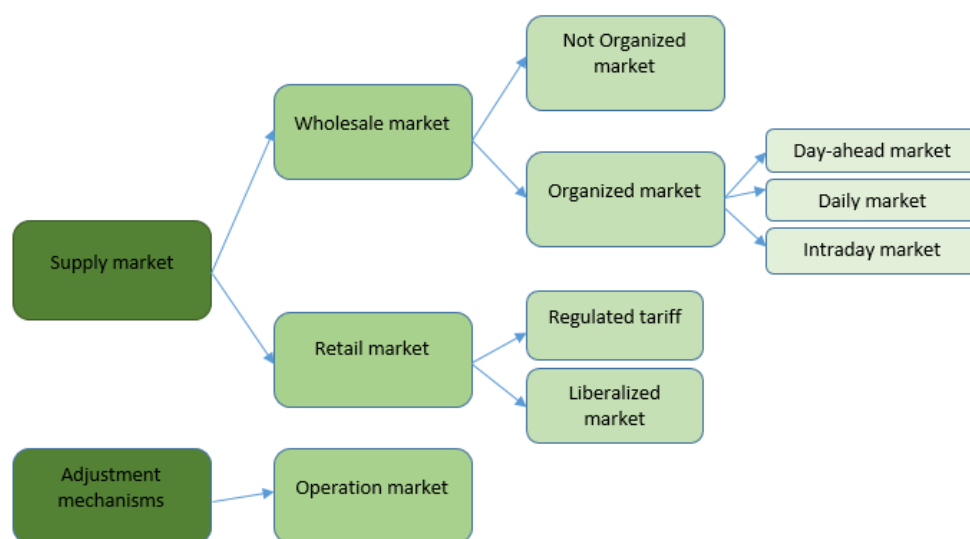 Not Organized
market
Wholesale market
Day-ahead market
Organized market
Daily market
Intraday market
Supply market
Regulated tariff
Retail market
Liberalized
market
Adjustment
mechanisms
Operation market